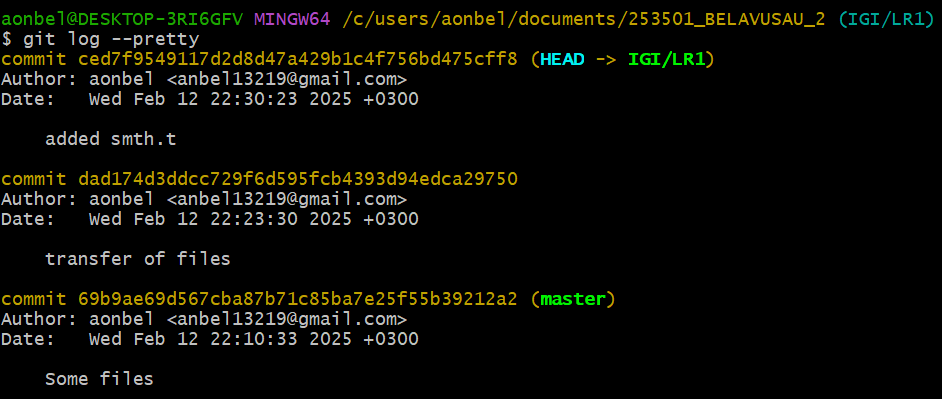 aonbel@DESKTOP-3RI6GFV MINGW64 /c/users/aonbel/documents/253501_BELAVUSAU_2 (IGI/LR1)
$ git log --pretty
commit ced7f9549117d2d8d47a429b1c4f756bd475cff8 (HEAD -> IGI/LR1)
Author: aonbel <anbel13219@gmail.com>
Date:   Wed Feb 12 22:30:23 2025 +0300
added smth.t
commit dad174d3ddcc729f6d595fcb4393d94edca29750
Author: aonbel <anbel13219@gmail.com>
Date:   Wed Feb 12 22:23:30 2025 +0300
transfer of files
commit 69b9ae69d567cba87b71c85ba7e25f55b39212a2 (master)
Author: aonbel <anbel13219@gmail.com>
Date:   Wed Feb 12 22:10:33 2025 +0300
Some files